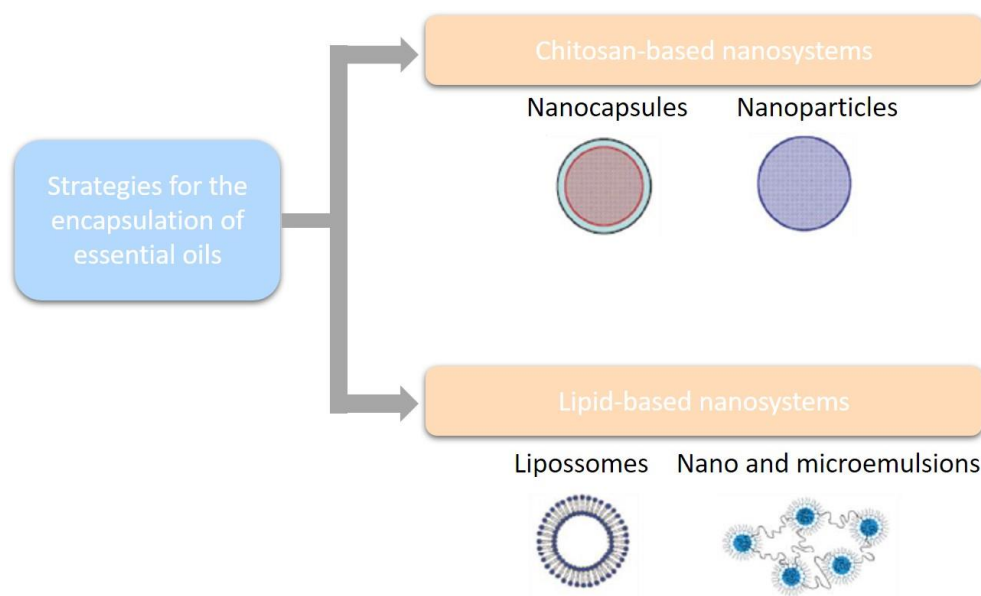 Chitosan-based nanosystems
Nanocapsules Nanoparticles
Strategies for the
encapsulation of
essential oils
Lipid-based nanosystems
Lipossomes Nano and microemulsions